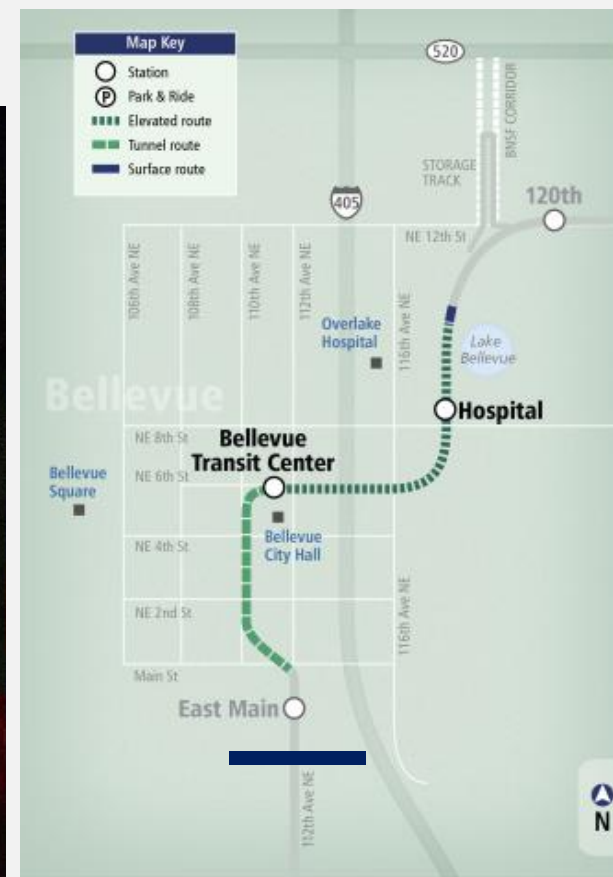 Map Key
Station
P
Park & Ride
Elevated route
Tunnel route
Surface route
520
BNSF CORRIDOR
STORAGE
TRACK
405
120th
NE 12th St
106th Ave NE
108th Ave NE
110th Ave NE
112th Ave NE
116th Ave NE
Overlake
Hospital
Lake
Bellevue
Bellevue
Hospital
NE 8th St
Bellevue
Transit Center
NE 6th St
Bellevue
Square
Bellevue
City Hall
NE 4th St
NE 2nd St
116th Ave NE
Main St
East Main
112th Ave NE
N